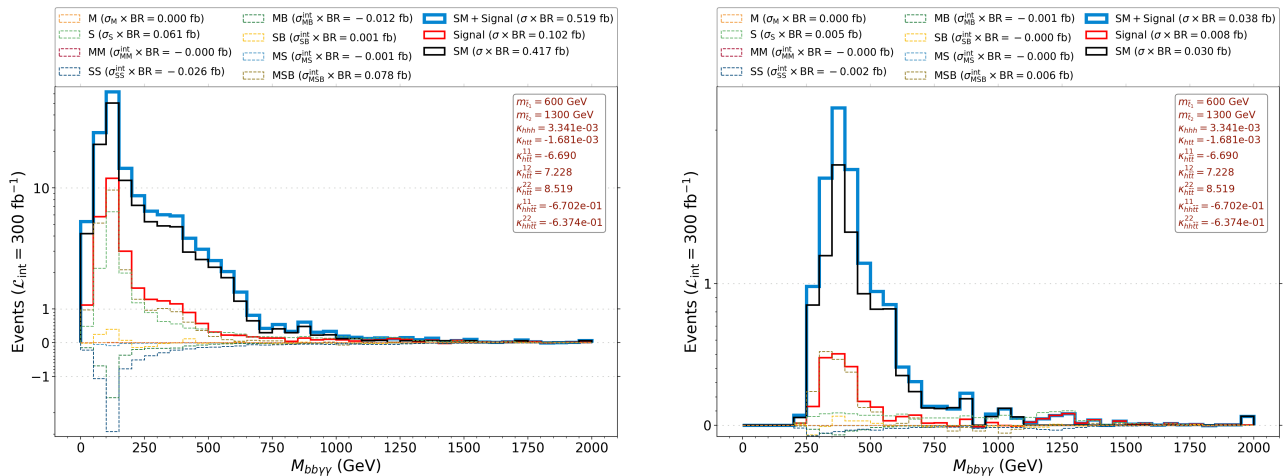 M (σ_M × BR = 0.000 fb)
S (σ_S × BR = 0.061 fb)
MM (σ^int_MM × BR = −0.000 fb)
SS (σ^int_SS × BR = −0.026 fb)
MB (σ^int_MB × BR = −0.012 fb)
SB (σ^int_SB × BR = 0.001 fb)
MS (σ^int_MS × BR = −0.001 fb)
MSB (σ^int_MSB × BR = 0.078 fb)
SM + Signal (σ × BR = 0.519 fb)
Signal (σ × BR = 0.102 fb)
SM (σ × BR = 0.417 fb)
m_t̃₁ = 600 GeV
m_t̃₂ = 1300 GeV
κ_hhh = 3.341e-03
κ_htt = -1.681e-03
κ^11_ht̃t̃ = -6.690
κ^12_ht̃t̃ = 7.228
κ^22_ht̃t̃ = 8.519
κ^11_hht̃t̃ = -6.702e-01
κ^22_hht̃t̃ = -6.374e-01
Events (ℒ_int = 300 fb⁻¹)
10
1
0
−1
0 250 500 750 1000 1250 1500 1750 2000
M_bbγγ (GeV)
M (σ_M × BR = 0.000 fb)
S (σ_S × BR = 0.005 fb)
MM (σ^int_MM × BR = −0.000 fb)
SS (σ^int_SS × BR = −0.002 fb)
MB (σ^int_MB × BR = −0.001 fb)
SB (σ^int_SB × BR = −0.000 fb)
MS (σ^int_MS × BR = −0.000 fb)
MSB (σ^int_MSB × BR = 0.006 fb)
SM + Signal (σ × BR = 0.038 fb)
Signal (σ × BR = 0.008 fb)
SM (σ × BR = 0.030 fb)
m_t̃₁ = 600 GeV
m_t̃₂ = 1300 GeV
κ_hhh = 3.341e-03
κ_htt = -1.681e-03
κ^11_ht̃t̃ = -6.690
κ^12_ht̃t̃ = 7.228
κ^22_ht̃t̃ = 8.519
κ^11_hht̃t̃ = -6.702e-01
κ^22_hht̃t̃ = -6.374e-01
Events (ℒ_int = 300 fb⁻¹)
1
0
0 250 500 750 1000 1250 1500 1750 2000
M_bbγγ (GeV)